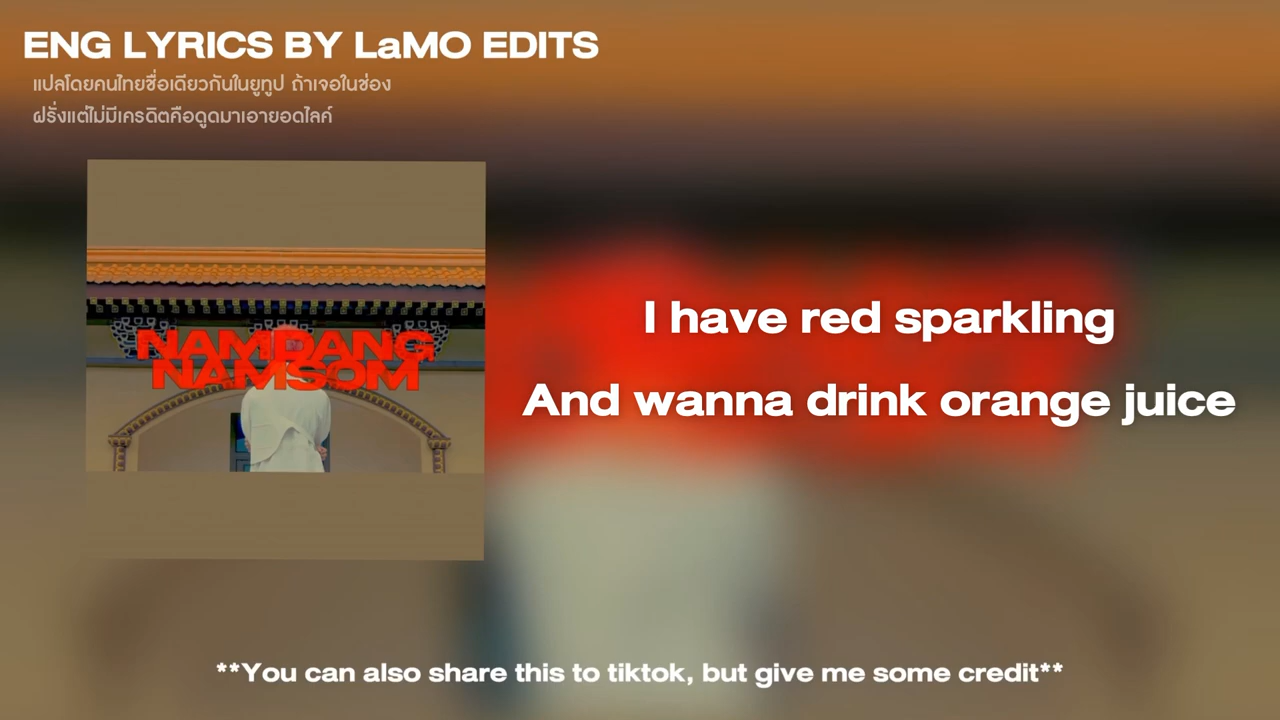 ENG LYRICS BY LaMO EDITS
แปลโดยคนไทยชื่อเดียวกันในยูทูป ถ้าเจอในช่อง
ฝรั่งแต่ไม่มีเครดิตคือดูดมาเอายอดไลค์
NAMDANG
NAMSOM
I have red sparkling
And wanna drink orange juice
**You can also share this to tiktok, but give me some credit**